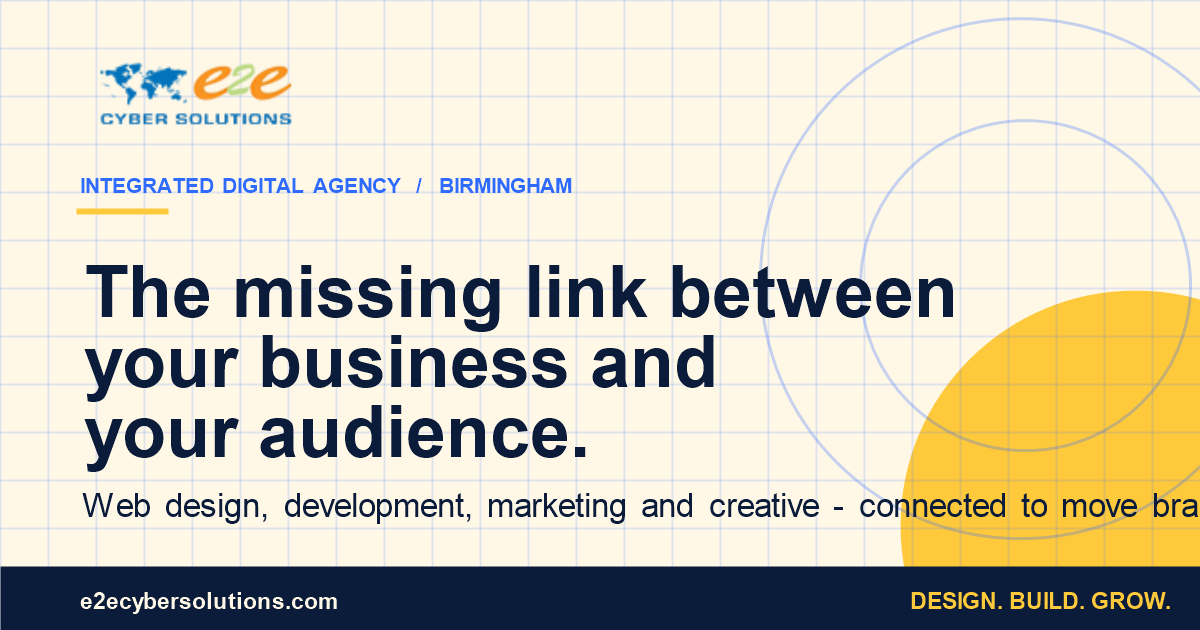 e2e
CYBER SOLUTIONS
INTEGRATED DIGITAL AGENCY / BIRMINGHAM
The missing link between
your business and
your audience.
Web design, development, marketing and creative - connected to move bra
e2ecybersolutions.com
DESIGN. BUILD. GROW.